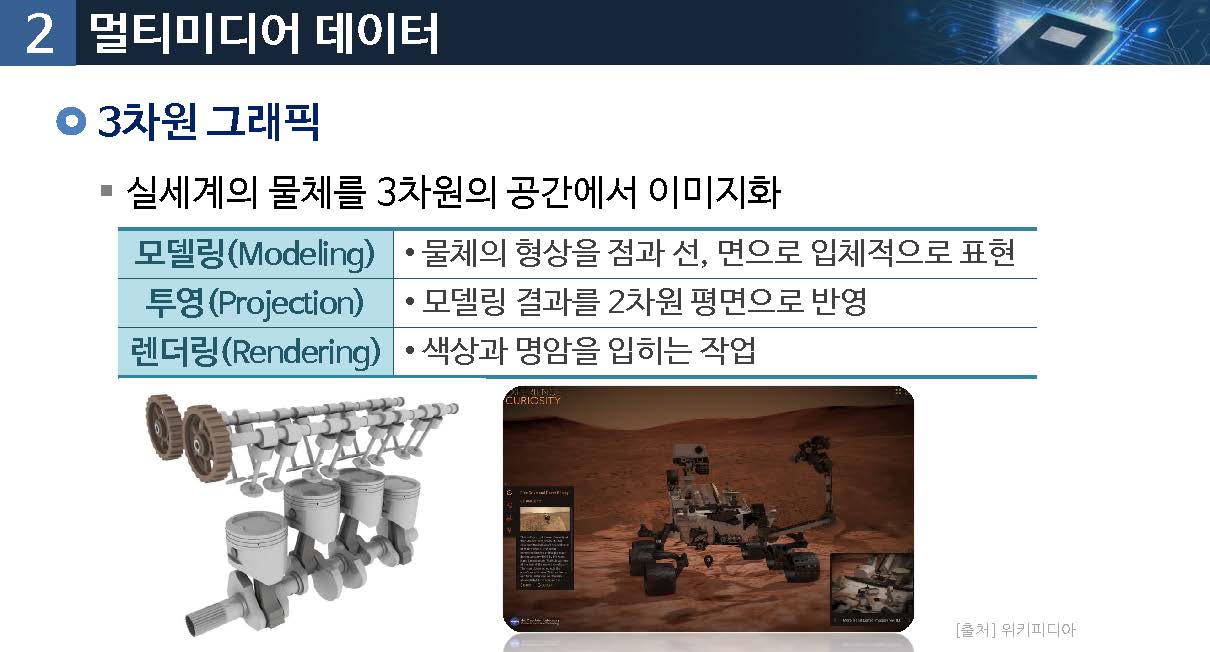 2 멀티미디어 데이터
3차원 그래픽
▪ 실세계의 물체를 3차원의 공간에서 이미지화
모델링(Modeling) • 물체의 형상을 점과 선, 면으로 입체적으로 표현
투영(Projection) • 모델링 결과를 2차원 평면으로 반영
렌더링(Rendering) • 색상과 명암을 입히는 작업
CURIOSITY
[출처] 위키피디아